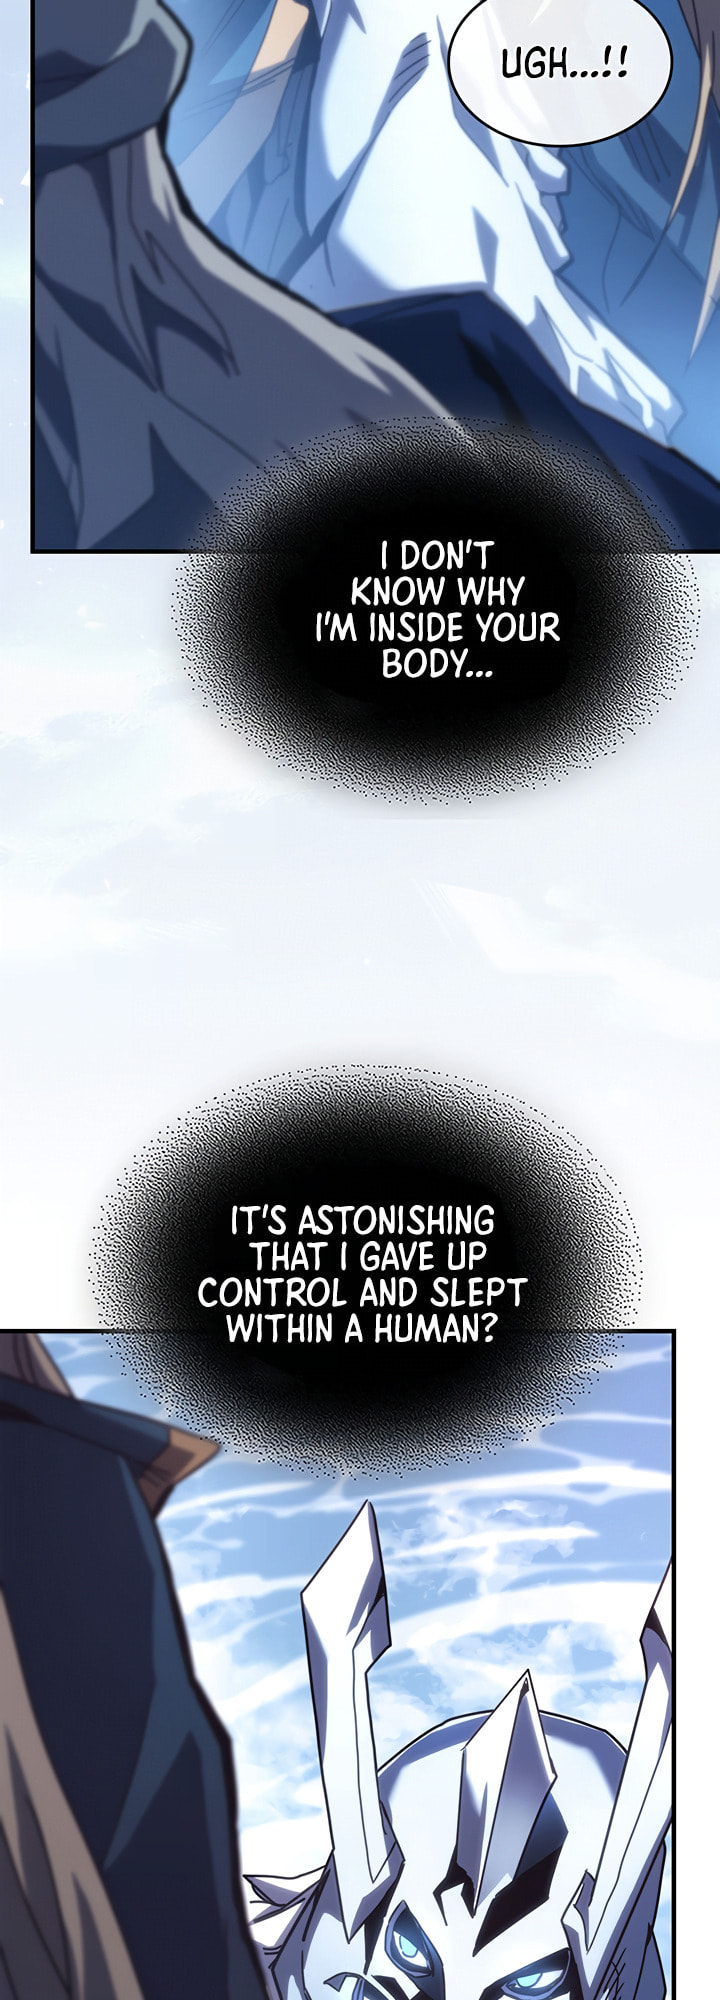 UGH...!!
I DON'T
KNOW WHY
I'M INSIDE YOUR
BODY...
IT'S ASTONISHING
THAT I GAVE UP
CONTROL AND SLEPT
WITHIN A HUMAN?